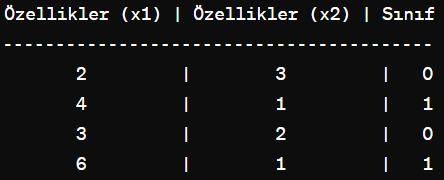 Özellikler (x1) | Özellikler (x2) | Sınıf
------------------------------------------
2 | 3 | 0
4 | 1 | 1
3 | 2 | 0
6 | 1 | 1